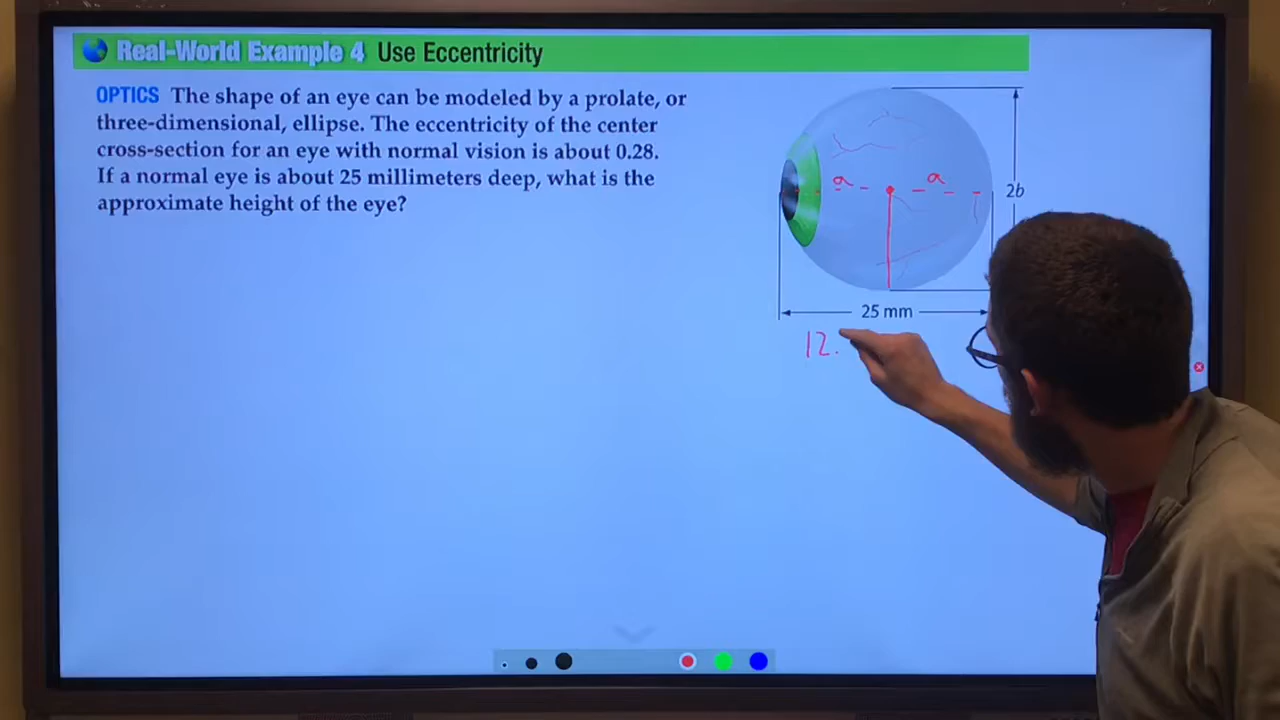 Real-World Example 4 Use Eccentricity
OPTICS The shape of an eye can be modeled by a prolate, or
three-dimensional, ellipse. The eccentricity of the center
cross-section for an eye with normal vision is about 0.28.
If a normal eye is about 25 millimeters deep, what is the
approximate height of the eye?
a
a
2b
25 mm
12.